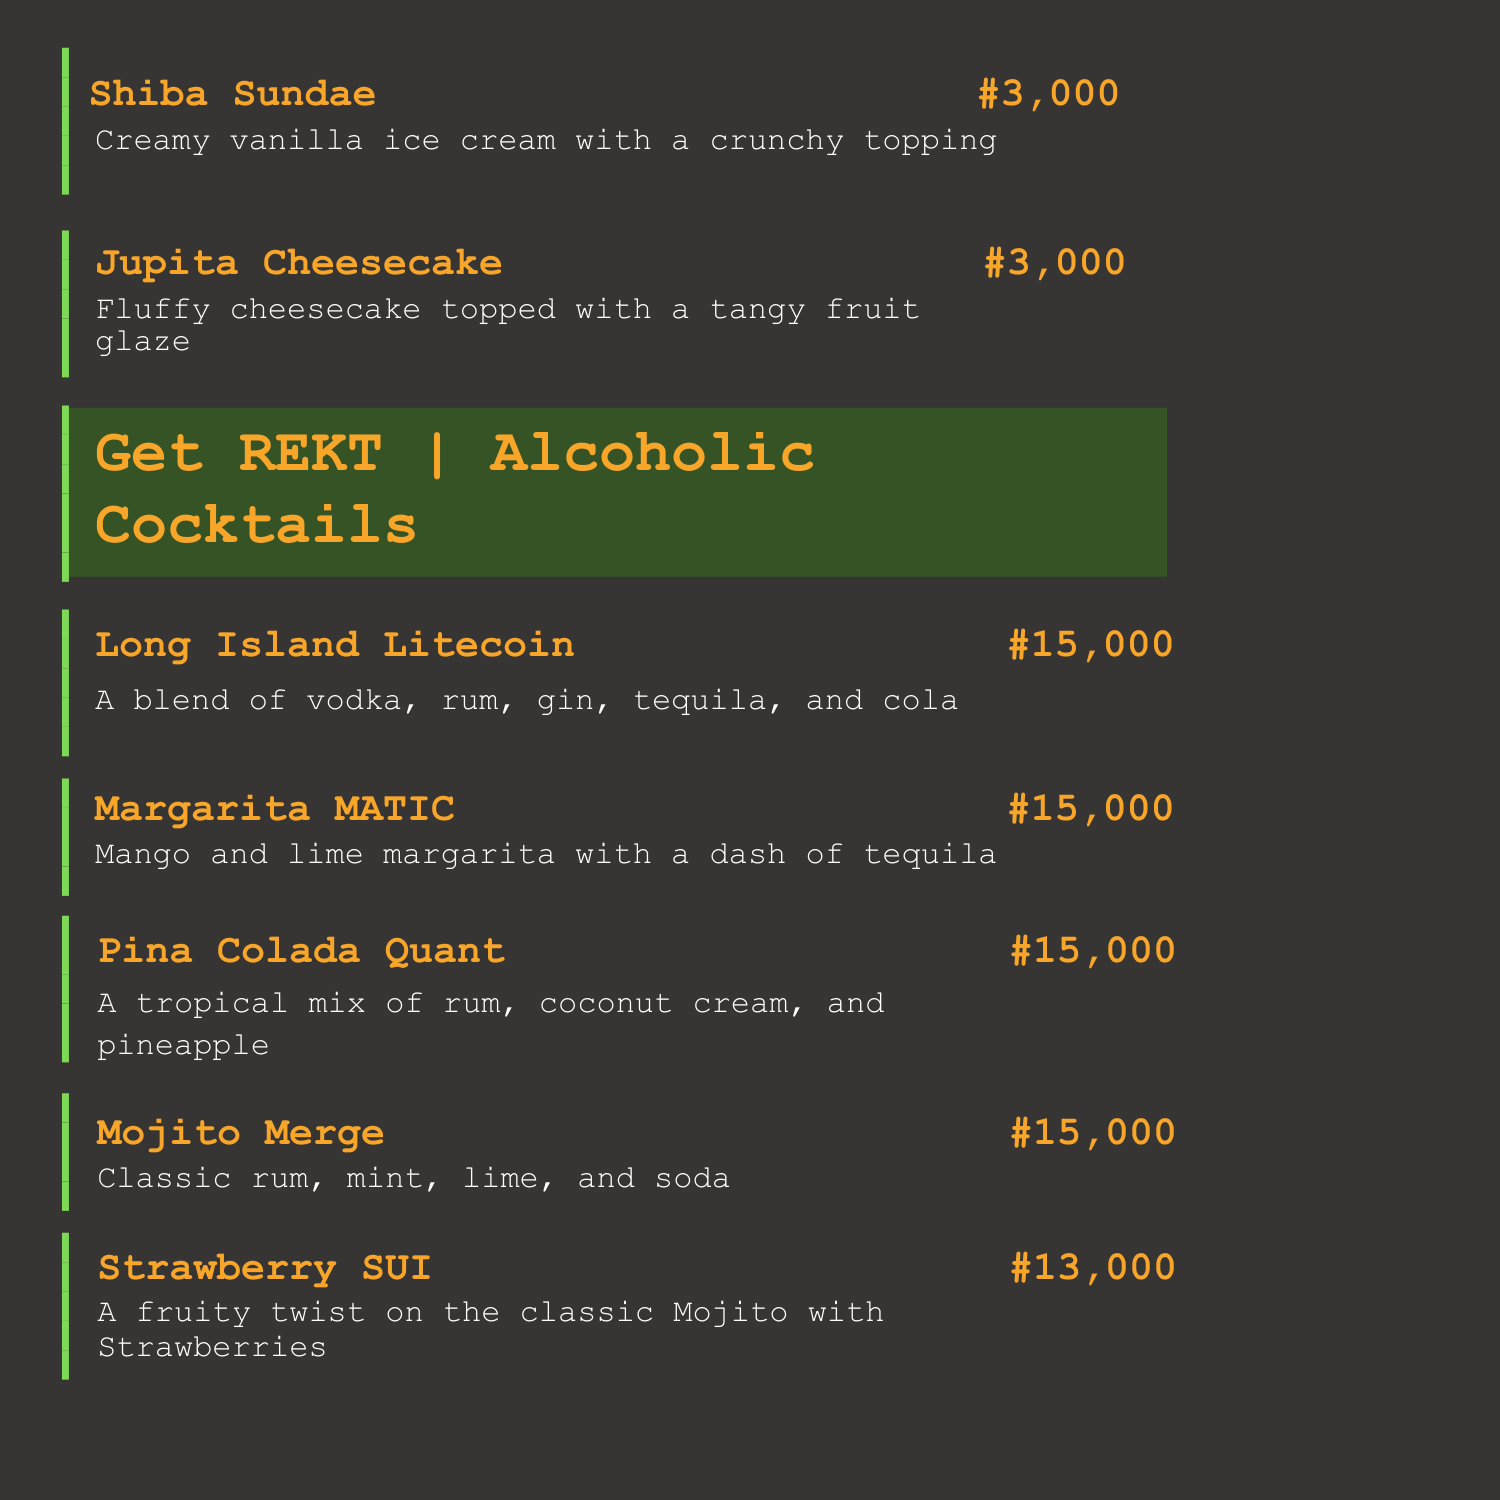 Shiba Sundae #3,000
Creamy vanilla ice cream with a crunchy topping
Jupita Cheesecake #3,000
Fluffy cheesecake topped with a tangy fruit
glaze
Get REKT | Alcoholic
Cocktails
Long Island Litecoin #15,000
A blend of vodka, rum, gin, tequila, and cola
Margarita MATIC #15,000
Mango and lime margarita with a dash of tequila
Pina Colada Quant #15,000
A tropical mix of rum, coconut cream, and
pineapple
Mojito Merge #15,000
Classic rum, mint, lime, and soda
Strawberry SUI #13,000
A fruity twist on the classic Mojito with
Strawberries